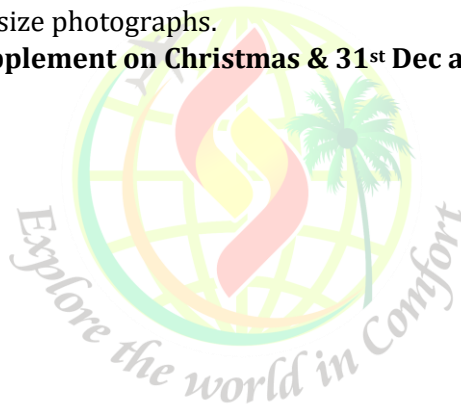 size photographs.
pplement on Christmas & 31st Dec a
Explore the world in Comfort